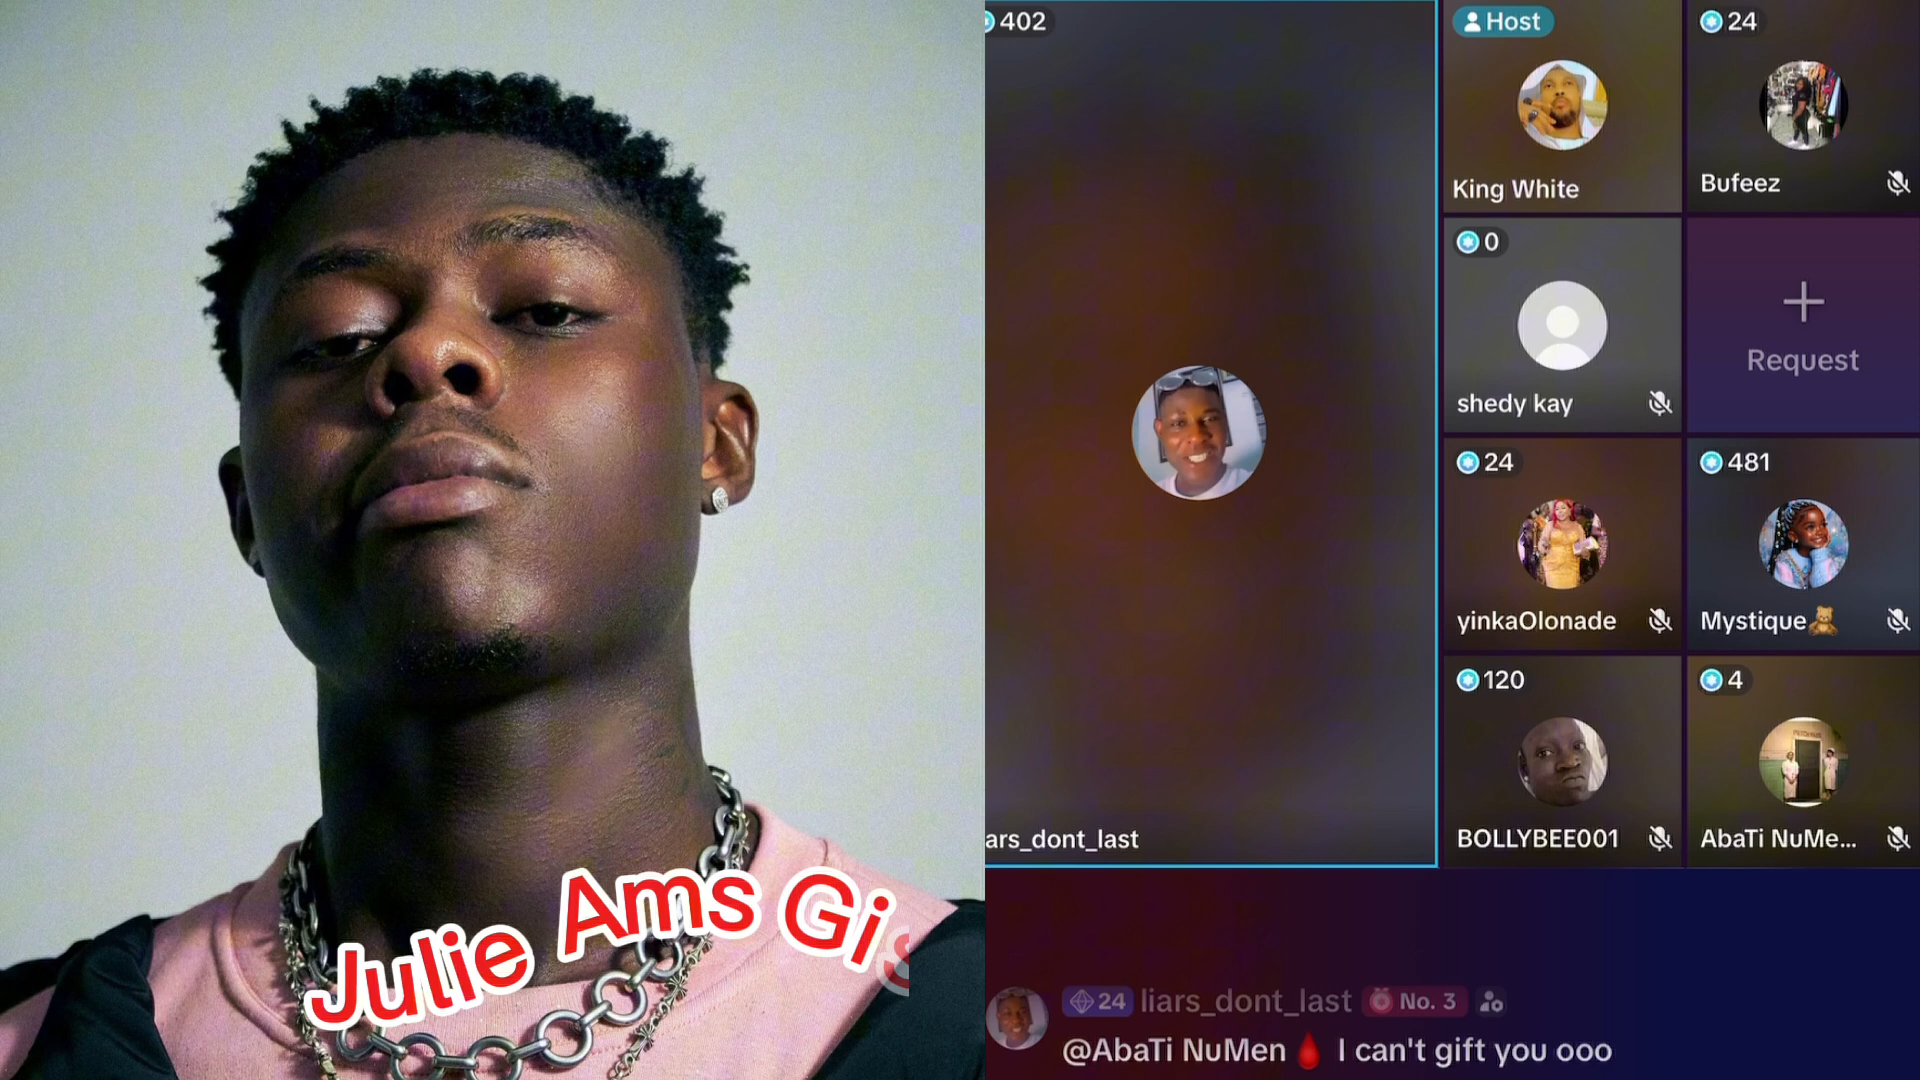 Julie Ams Gi
402
ars_dont_last
Host
King White
24
Bufeez
0
shedy kay
Request
24
yinkaOlonade
481
Mystique🧸
120
BOLLYBEE001
4
AbaTi NuMe...
24 liars_dont_last No. 3
@AbaTi NuMen🩸 I can't gift you ooo